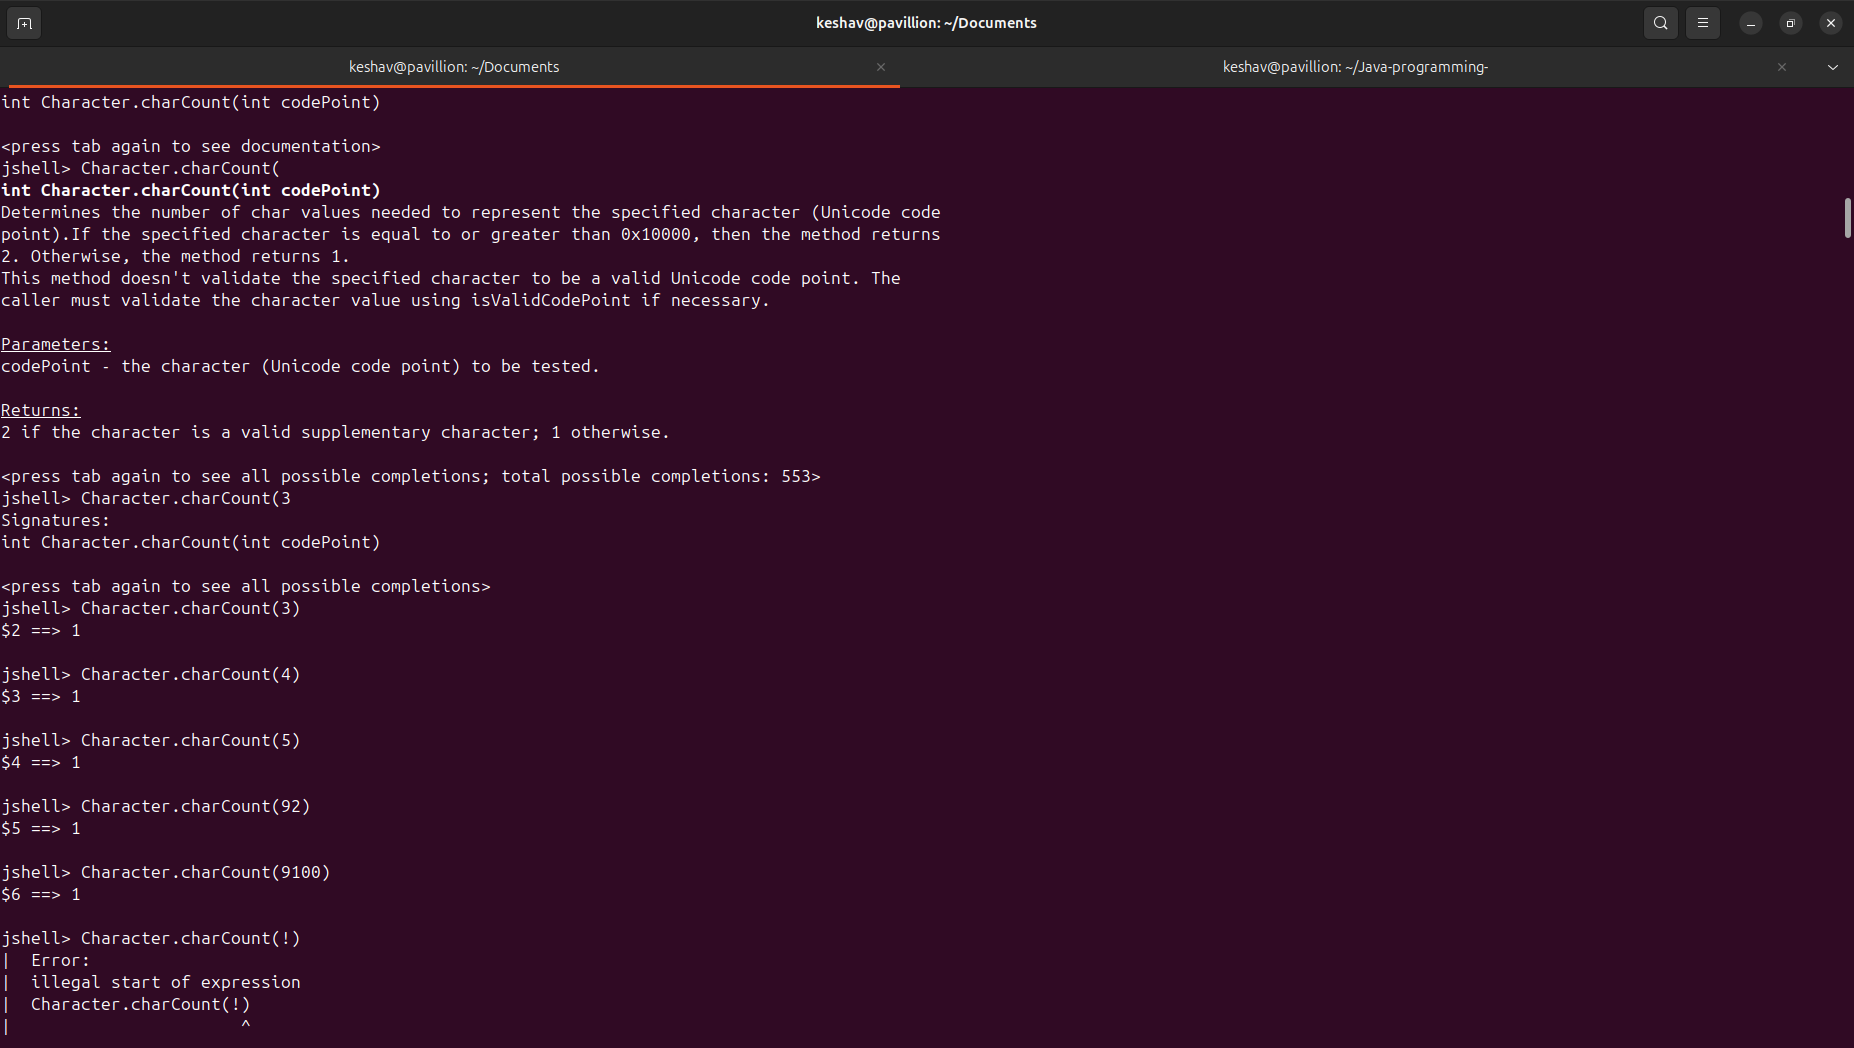 keshav@pavillion: ~/Documents
keshav@pavillion: ~/Documents
keshav@pavillion: ~/Java-programming-
int Character.charCount(int codePoint)
<press tab again to see documentation>
jshell> Character.charCount(
int Character.charCount(int codePoint)
Determines the number of char values needed to represent the specified character (Unicode code
point).If the specified character is equal to or greater than 0x10000, then the method returns
2. Otherwise, the method returns 1.
This method doesn't validate the specified character to be a valid Unicode code point. The
caller must validate the character value using isValidCodePoint if necessary.
Parameters:
codePoint - the character (Unicode code point) to be tested.
Returns:
2 if the character is a valid supplementary character; 1 otherwise.
<press tab again to see all possible completions; total possible completions: 553>
jshell> Character.charCount(3
Signatures:
int Character.charCount(int codePoint)
<press tab again to see all possible completions>
jshell> Character.charCount(3)
$2 ==> 1
jshell> Character.charCount(4)
$3 ==> 1
jshell> Character.charCount(5)
$4 ==> 1
jshell> Character.charCount(92)
$5 ==> 1
jshell> Character.charCount(9100)
$6 ==> 1
jshell> Character.charCount(!)
|  Error:
|  illegal start of expression
|  Character.charCount(!)
|                        ^